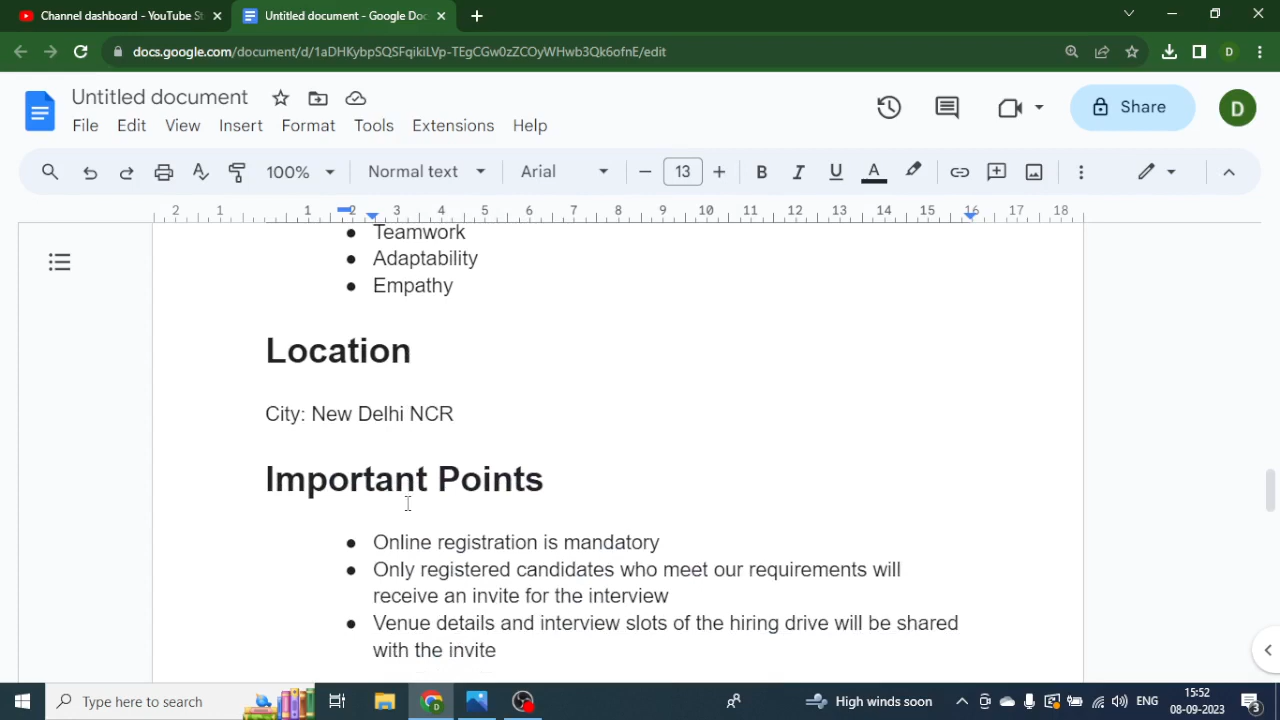 Channel dashboard - YouTube St
Untitled document - Google Doc
docs.google.com/document/d/1aDHKybpSQSFqikiLVp-TEgCGw0zZCOyWHwb3Qk6ofnE/edit
D
Untitled document
Share
D
File Edit View Insert Format Tools Extensions Help
100% Normal text Arial 13 B I U A
2 1 1 2 3 4 5 6 7 8 9 10 11 12 13 14 15 16 17 18
● Teamwork
● Adaptability
● Empathy
Location
City: New Delhi NCR
Important Points
● Online registration is mandatory
● Only registered candidates who meet our requirements will
receive an invite for the interview
● Venue details and interview slots of the hiring drive will be shared
with the invite
Type here to search
High winds soon
ENG
15:52
08-09-2023
3